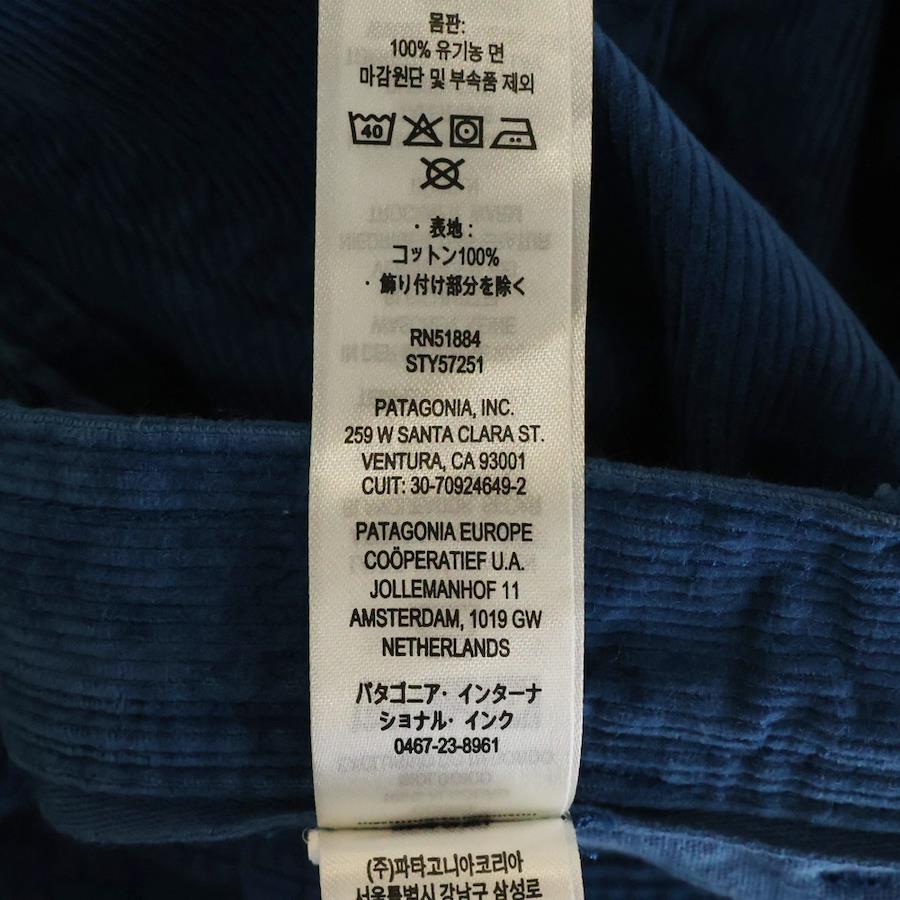 몸판:
100% 유기농 면
마감원단 및 부속품 제외
40
・表地：
コットン100%
・飾り付け部分を除く
RN51884
STY57251
PATAGONIA, INC.
259 W SANTA CLARA ST.
VENTURA, CA 93001
CUIT: 30-70924649-2
PATAGONIA EUROPE
COÖPERATIEF U.A.
JOLLEMANHOF 11
AMSTERDAM, 1019 GW
NETHERLANDS
パタゴニア・インターナ
ショナル・インク
0467-23-8961
(주)파타고니아코리아
서울특별시 강남구 삼성로